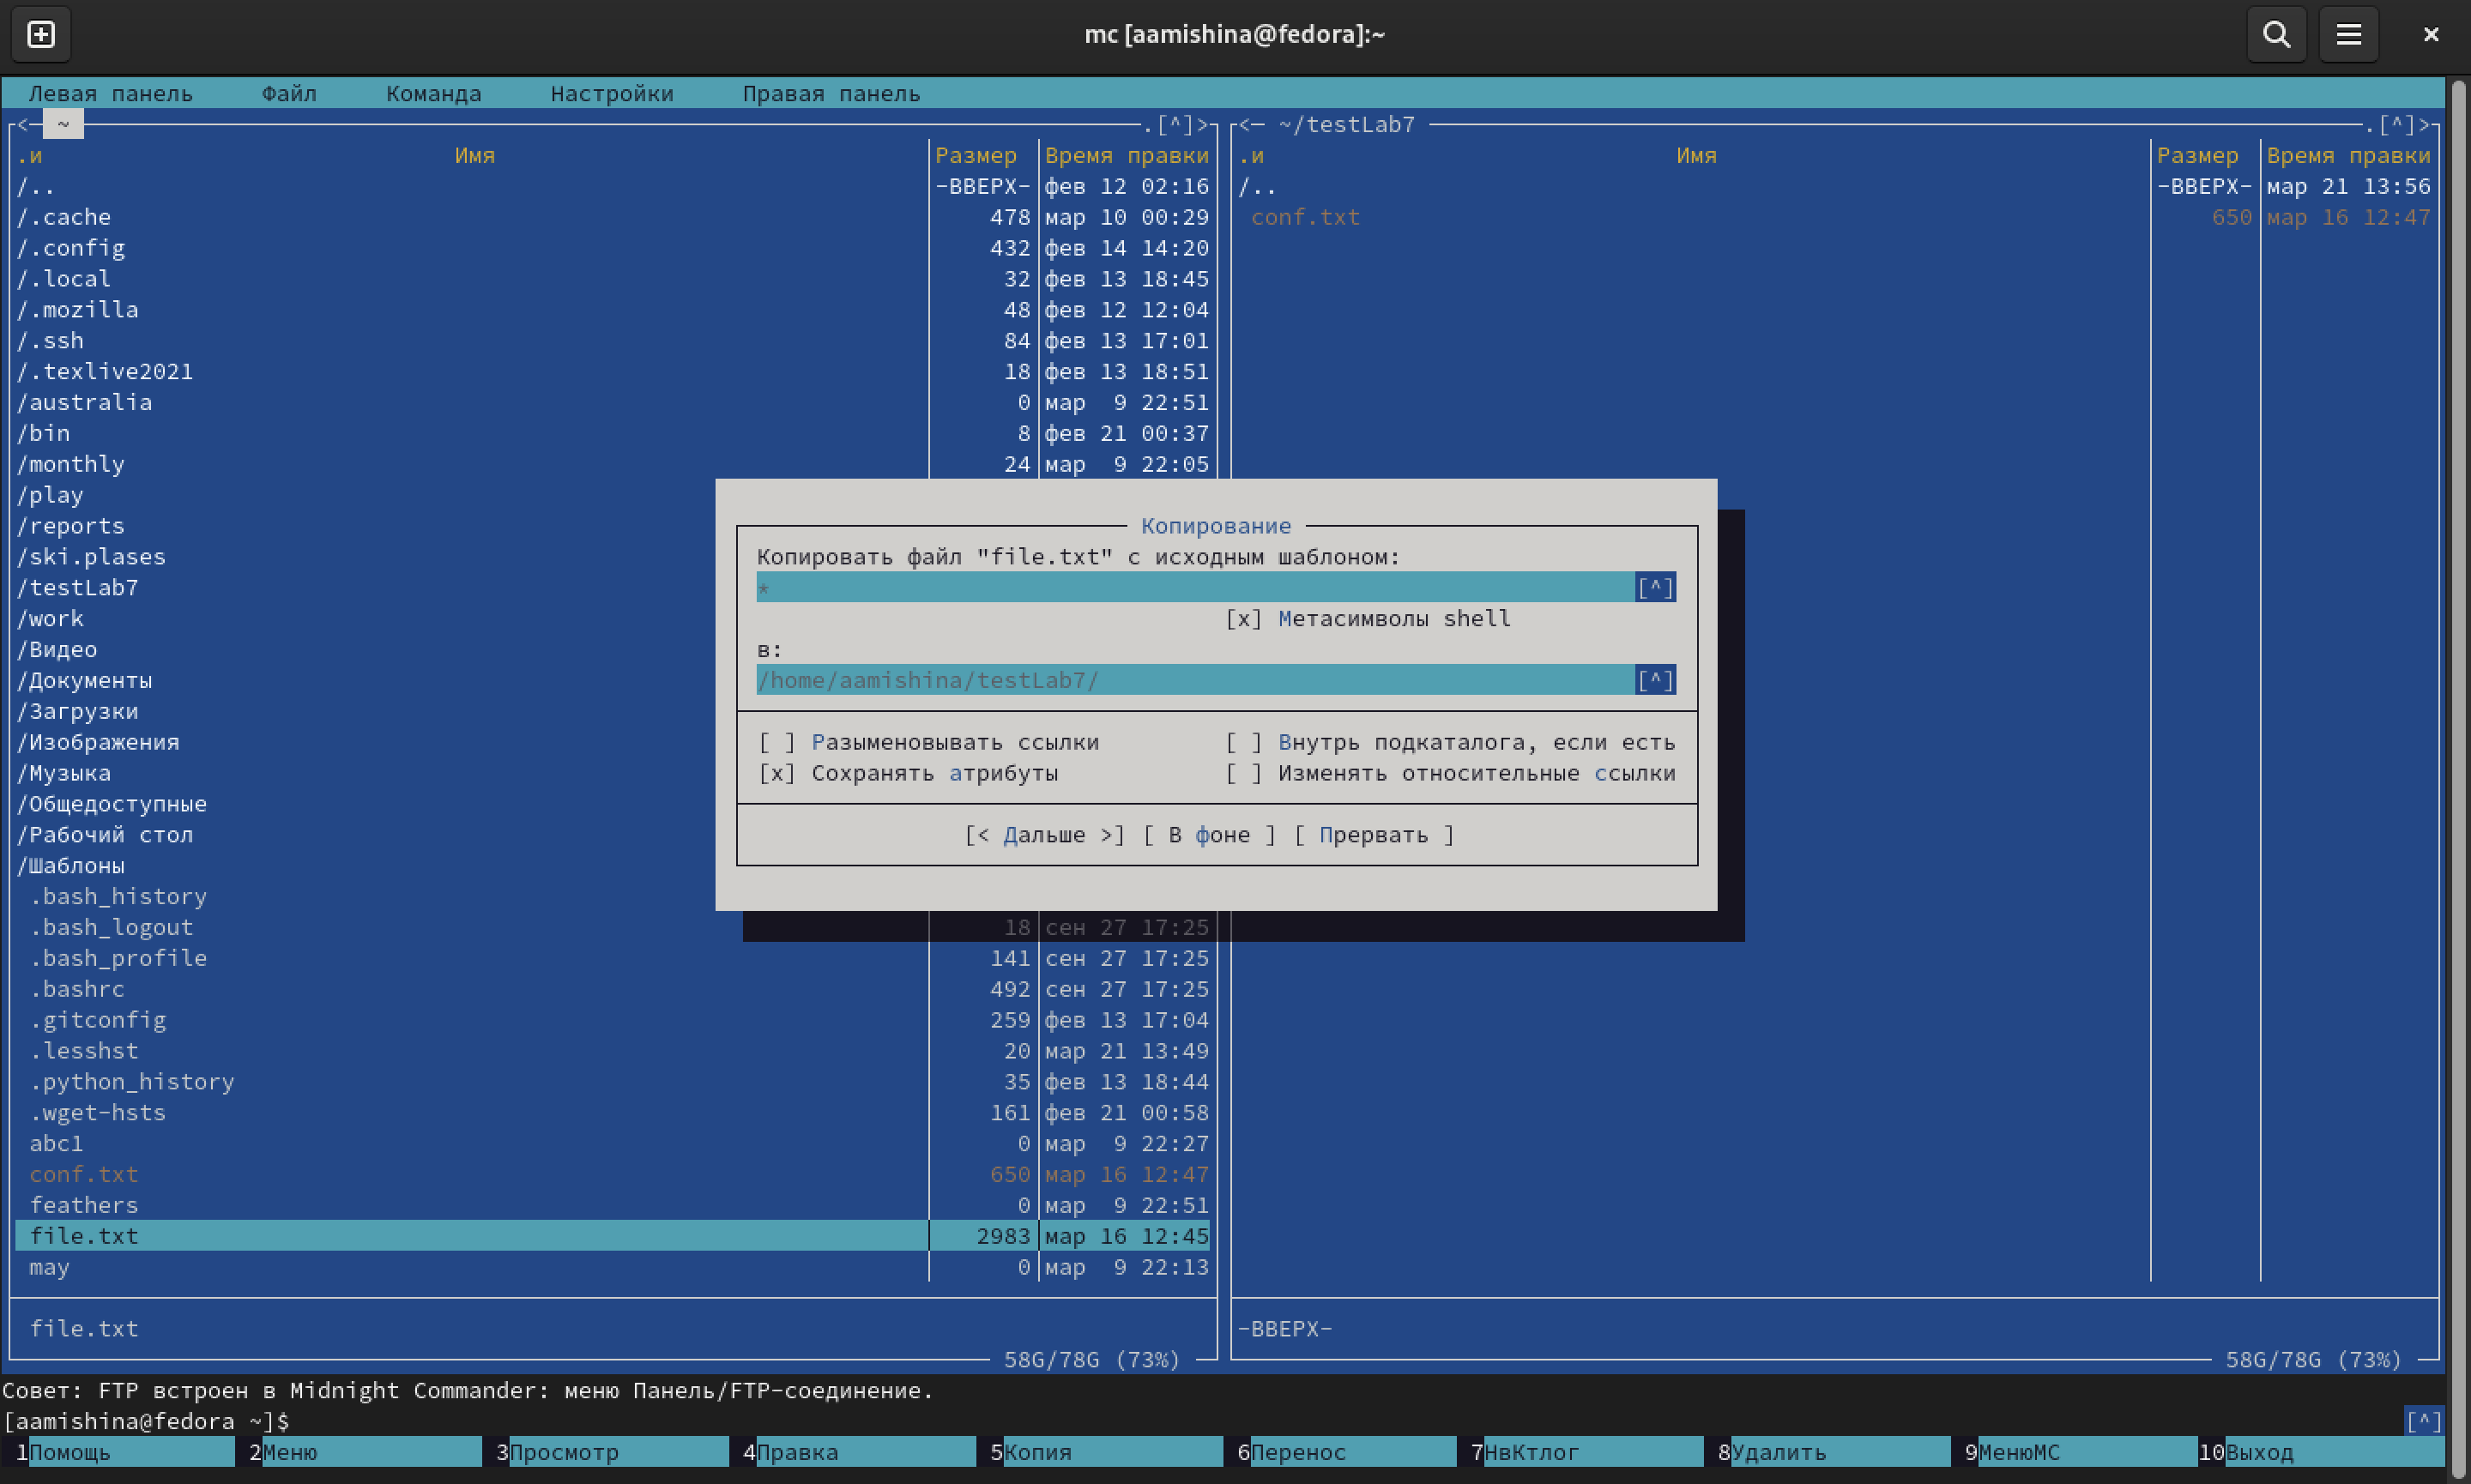 mc [aamishina@fedora]:~
Левая панель Файл Команда Настройки Правая панель
<─ ~ .[^]> <─ ~/testLab7 .[^]>
.и Имя Размер Время правки .и Имя Размер Время правки
/.. -ВВЕРХ- фев 12 02:16 /.. -ВВЕРХ- мар 21 13:56
/.cache 478 мар 10 00:29 conf.txt 650 мар 16 12:47
/.config 432 фев 14 14:20
/.local 32 фев 13 18:45
/.mozilla 48 фев 12 12:04
/.ssh 84 фев 13 17:01
/.texlive2021 18 фев 13 18:51
/australia 0 мар 9 22:51
/bin 8 фев 21 00:37
/monthly 24 мар 9 22:05
/play
/reports
/ski.plases
/testLab7
/work
/Видео
/Документы
/Загрузки
/Изображения
/Музыка
/Общедоступные
/Рабочий стол
/Шаблоны
.bash_history
.bash_logout 18 сен 27 17:25
.bash_profile 141 сен 27 17:25
.bashrc 492 сен 27 17:25
.gitconfig 259 фев 13 17:04
.lesshst 20 мар 21 13:49
.python_history 35 фев 13 18:44
.wget-hsts 161 фев 21 00:58
abc1 0 мар 9 22:27
conf.txt 650 мар 16 12:47
feathers 0 мар 9 22:51
file.txt 2983 мар 16 12:45
may 0 мар 9 22:13
file.txt -ВВЕРХ-
58G/78G (73%) 58G/78G (73%)
Копирование
Копировать файл "file.txt" с исходным шаблоном:
* [^]
[x] Метасимволы shell
в:
/home/aamishina/testLab7/ [^]
[ ] Разыменовывать ссылки [ ] Внутрь подкаталога, если есть
[x] Сохранять атрибуты [ ] Изменять относительные ссылки
[< Дальше >] [ В фоне ] [ Прервать ]
Совет: FTP встроен в Midnight Commander: меню Панель/FTP-соединение.
[aamishina@fedora ~]$ [^]
1Помощь 2Меню 3Просмотр 4Правка 5Копия 6Перенос 7НвКтлог 8Удалить 9МенюМС 10Выход